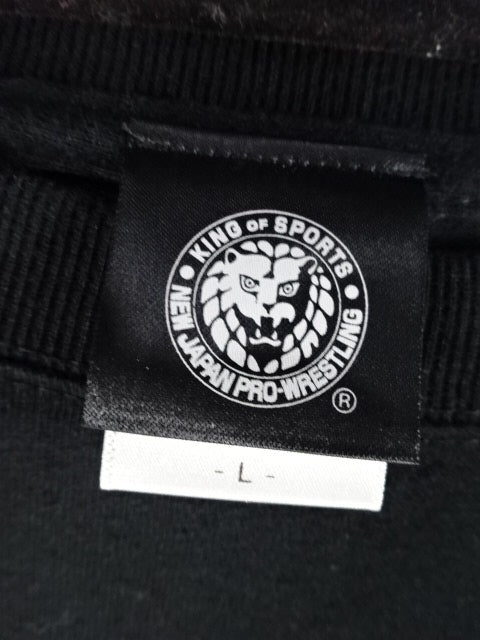 KING OF SPORTS
NEW JAPAN PRO-WRESTLING
®
- L -